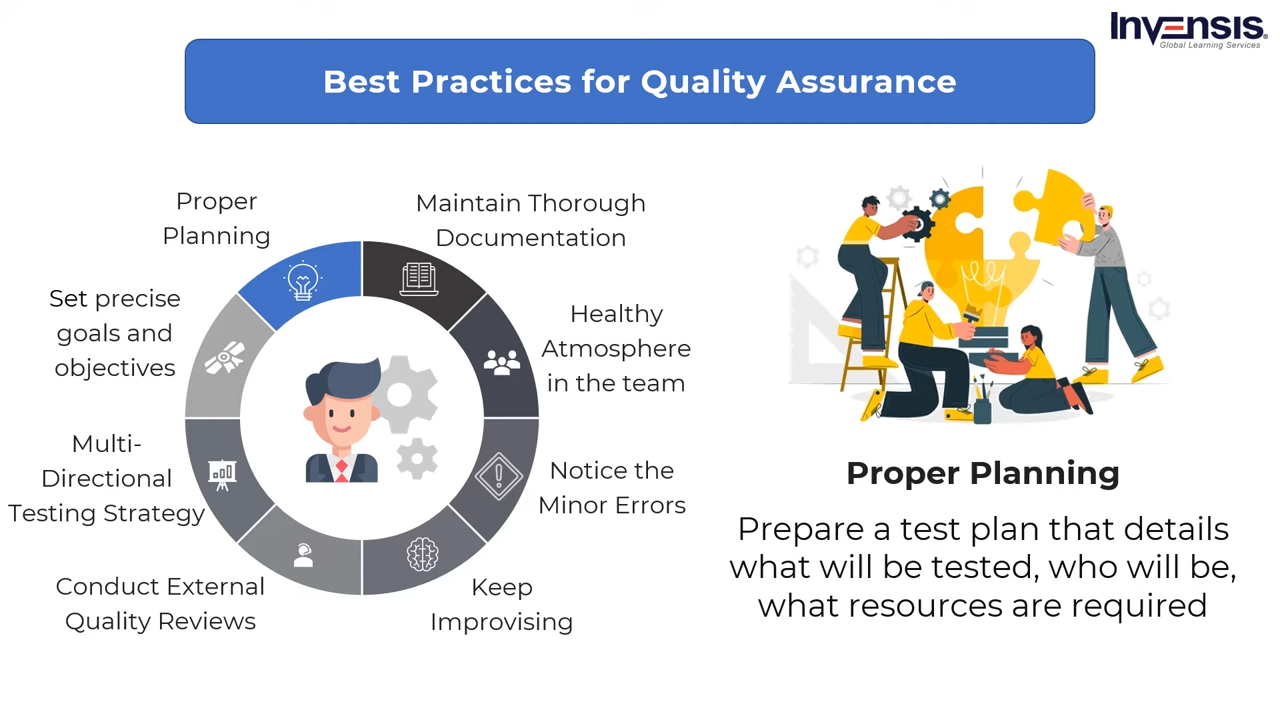 Invensis®
Global Learning Services
Best Practices for Quality Assurance
Proper
Planning
Maintain Thorough
Documentation
Set precise
goals and
objectives
Healthy
Atmosphere
in the team
Multi-
Directional
Testing Strategy
Notice the
Minor Errors
Conduct External
Quality Reviews
Keep
Improvising
Proper Planning
Prepare a test plan that details
what will be tested, who will be,
what resources are required